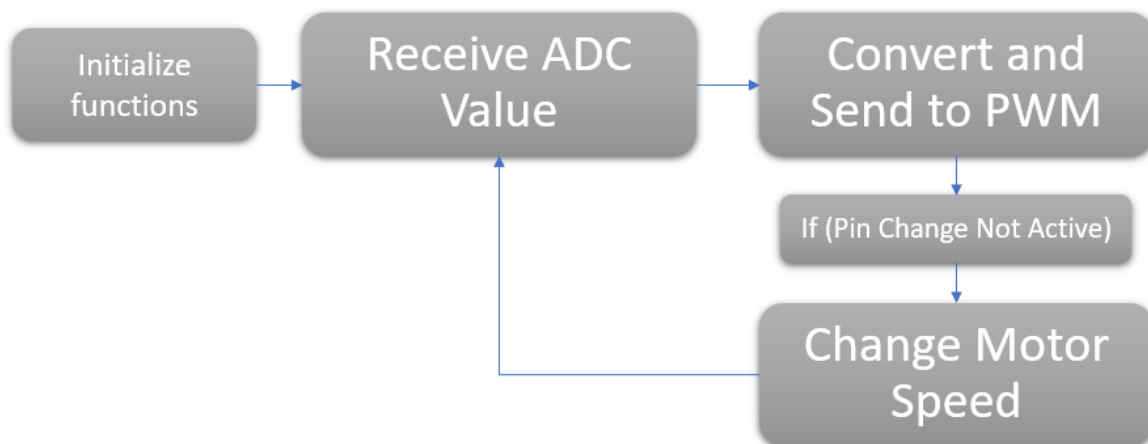 Initialize
functions
Receive ADC
Value
Convert and
Send to PWM
If (Pin Change Not Active)
Change Motor
Speed